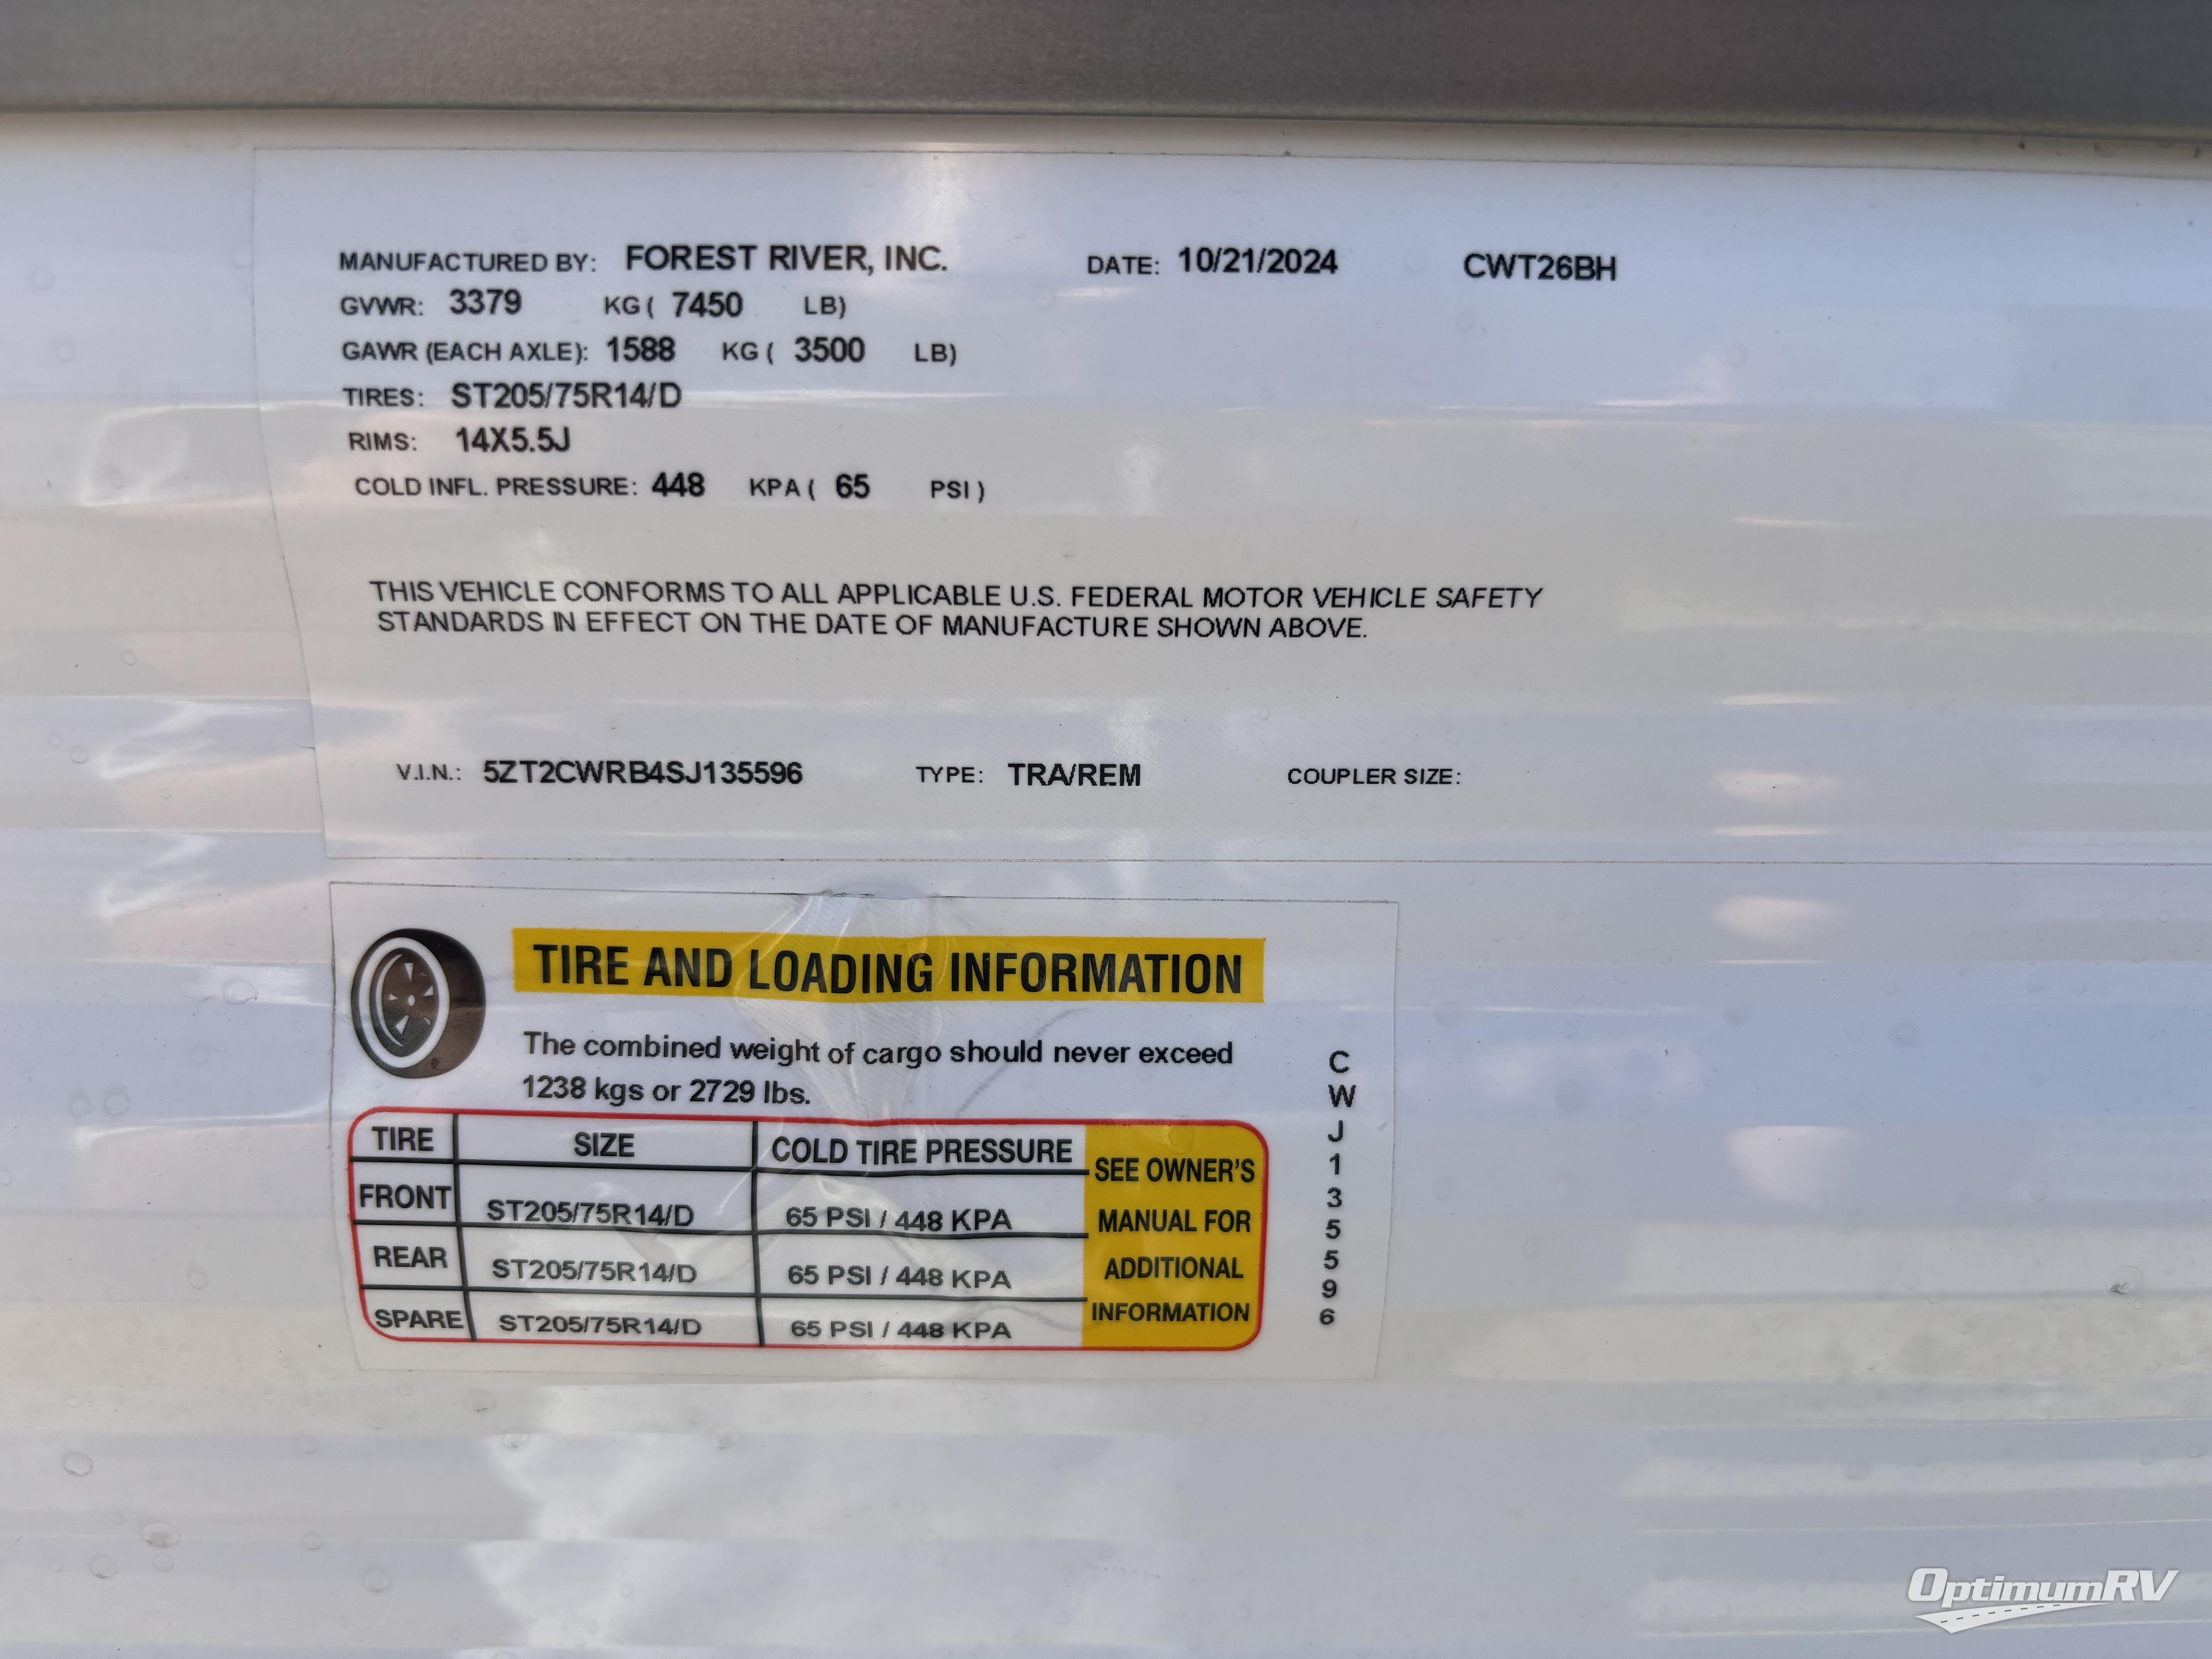 MANUFACTURED BY: FOREST RIVER, INC. DATE: 10/21/2024 CWT26BH
GVWR: 3379 KG ( 7450 LB)
GAWR (EACH AXLE): 1588 KG ( 3500 LB)
TIRES: ST205/75R14/D
RIMS: 14X5.5J
COLD INFL. PRESSURE: 448 KPA ( 65 PSI )
THIS VEHICLE CONFORMS TO ALL APPLICABLE U.S. FEDERAL MOTOR VEHICLE SAFETY
STANDARDS IN EFFECT ON THE DATE OF MANUFACTURE SHOWN ABOVE.
V.I.N.: 5ZT2CWRB4SJ135596 TYPE: TRA/REM COUPLER SIZE:
TIRE AND LOADING INFORMATION
The combined weight of cargo should never exceed
1238 kgs or 2729 lbs.
TIRE SIZE COLD TIRE PRESSURE
FRONT ST205/75R14/D 65 PSI / 448 KPA
REAR ST205/75R14/D 65 PSI / 448 KPA
SPARE ST205/75R14/D 65 PSI / 448 KPA
SEE OWNER'S
MANUAL FOR
ADDITIONAL
INFORMATION
C
W
J
1
3
5
5
9
6
OptimumRV